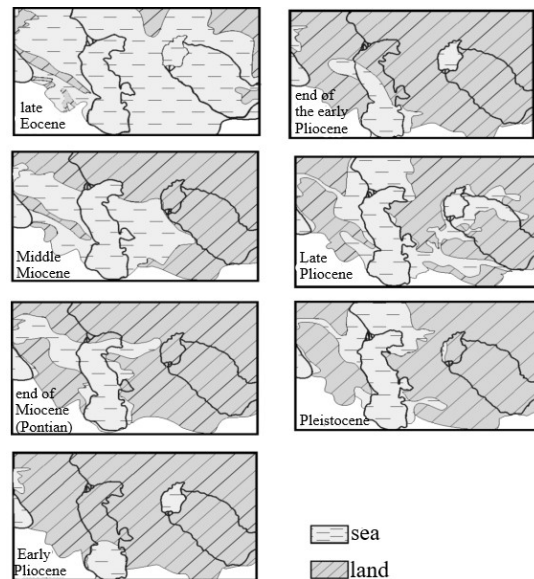 late
Eocene
Middle
Miocene
end of
Miocene
(Pontian)
Early
Pliocene
end of
the early
Pliocene
Late
Pliocene
Pleistocene
sea
land